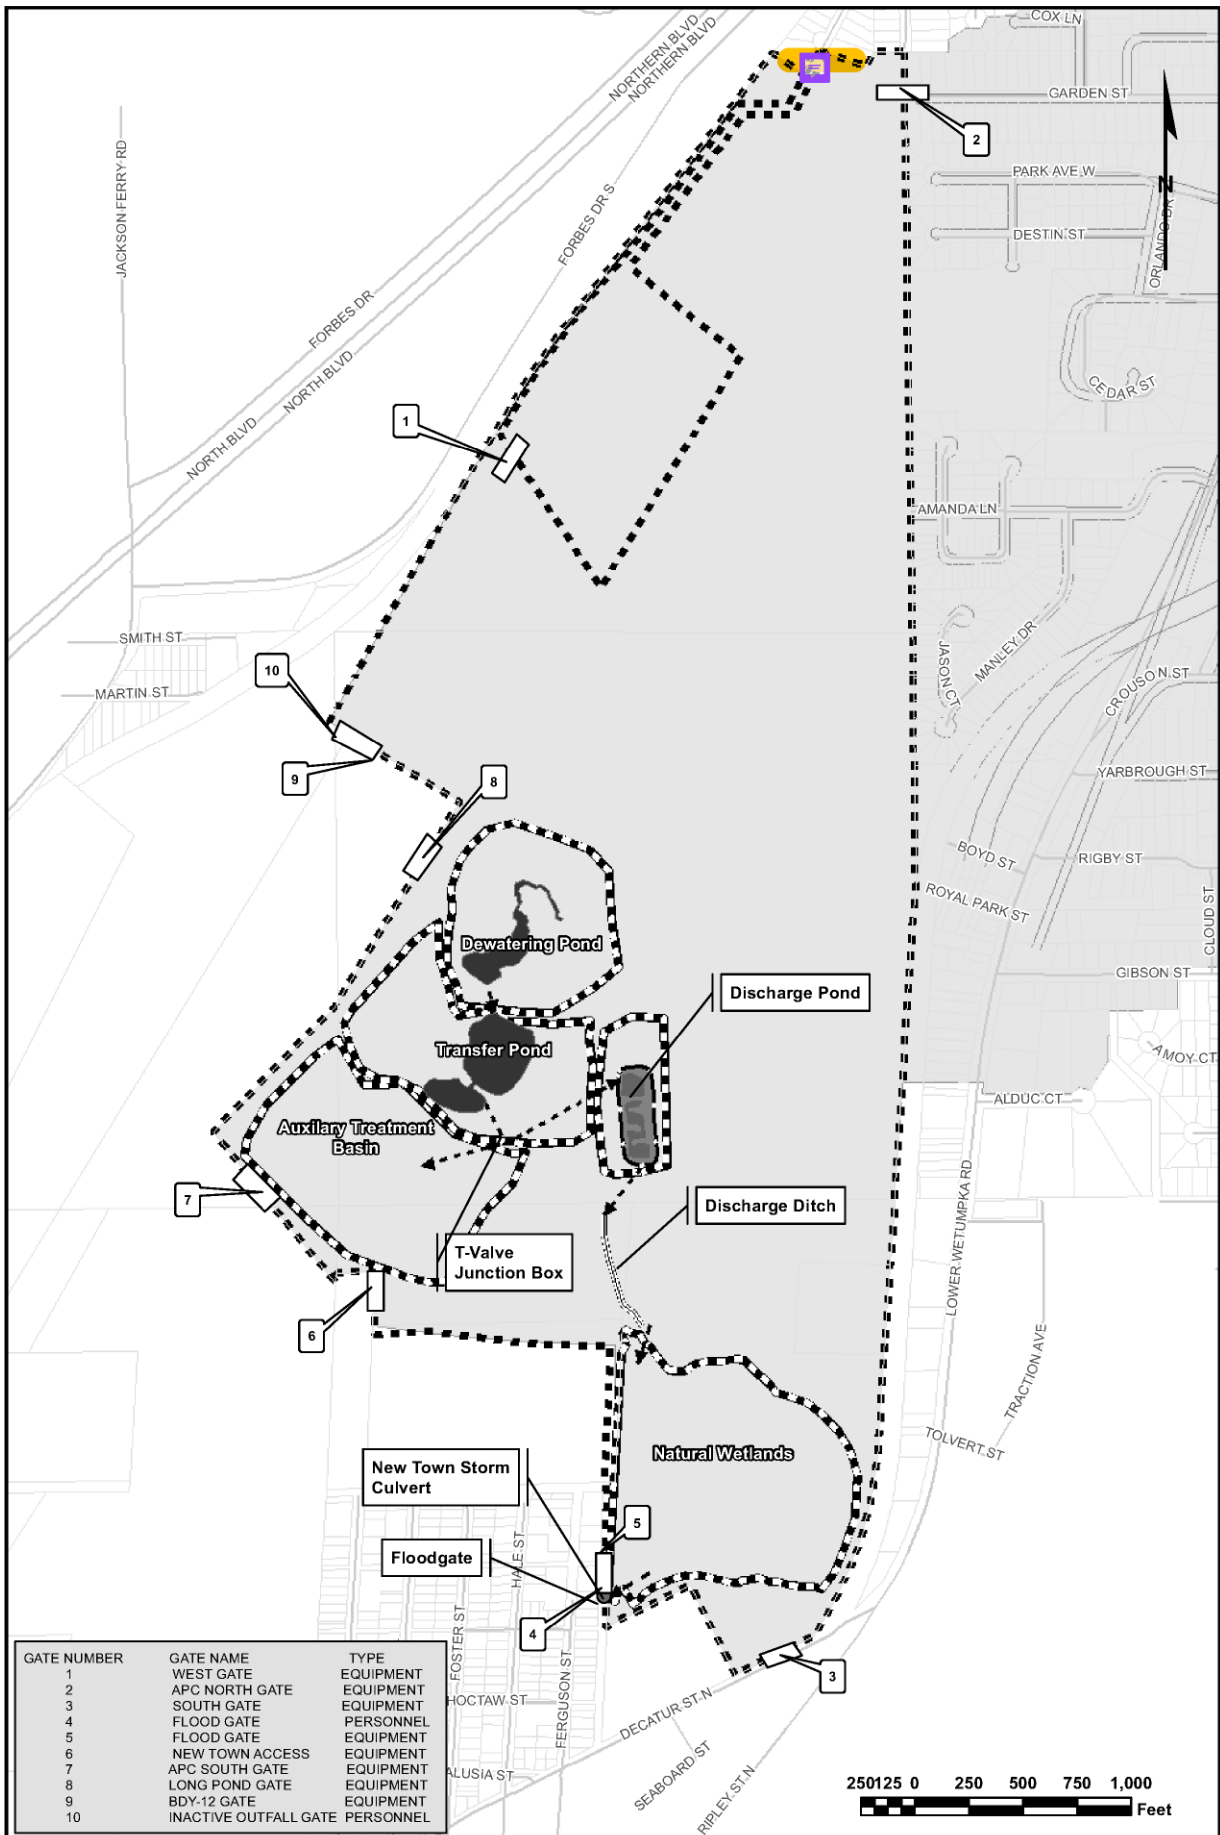 COX LN
NORTHERN BLVD
NORTHERN BLVD
GARDEN ST
2
JACKSON FERRY RD
PARK AVE W
N
FORBES DR S
DESTIN ST
ORLANDO DR
FORBES DR
NORTH BLVD
NORTH BLVD
CEDAR ST
1
AMANDA LN
SMITH ST
MANLEY DR
JASON CT
10
MARTIN ST
CROUSON ST
9
8
YARBROUGH ST
BOYD ST
RIGBY ST
ROYAL PARK ST
CLOUD ST
Dewatering Pond
GIBSON ST
Discharge Pond
Transfer Pond
AMOY CT
ALDUC CT
Auxilary Treatment
Basin
7
Discharge Ditch
LOWER WETUMPKA RD
T-Valve
Junction Box
6
TRACTION AVE
TOLVERT ST
Natural Wetlands
New Town Storm
Culvert
5
HALE ST
Floodgate
4
FOSTER ST
FERGUSON ST
3
HOCTAW ST
DECATUR ST N
ALUSIA ST
SEABOARD ST
RIPLEY ST N
GATE NUMBER GATE NAME TYPE
1 WEST GATE EQUIPMENT
2 APC NORTH GATE EQUIPMENT
3 SOUTH GATE EQUIPMENT
4 FLOOD GATE PERSONNEL
5 FLOOD GATE EQUIPMENT
6 NEW TOWN ACCESS EQUIPMENT
7 APC SOUTH GATE EQUIPMENT
8 LONG POND GATE EQUIPMENT
9 BDY-12 GATE EQUIPMENT
10 INACTIVE OUTFALL GATE PERSONNEL
250125 0 250 500 750 1,000
Feet